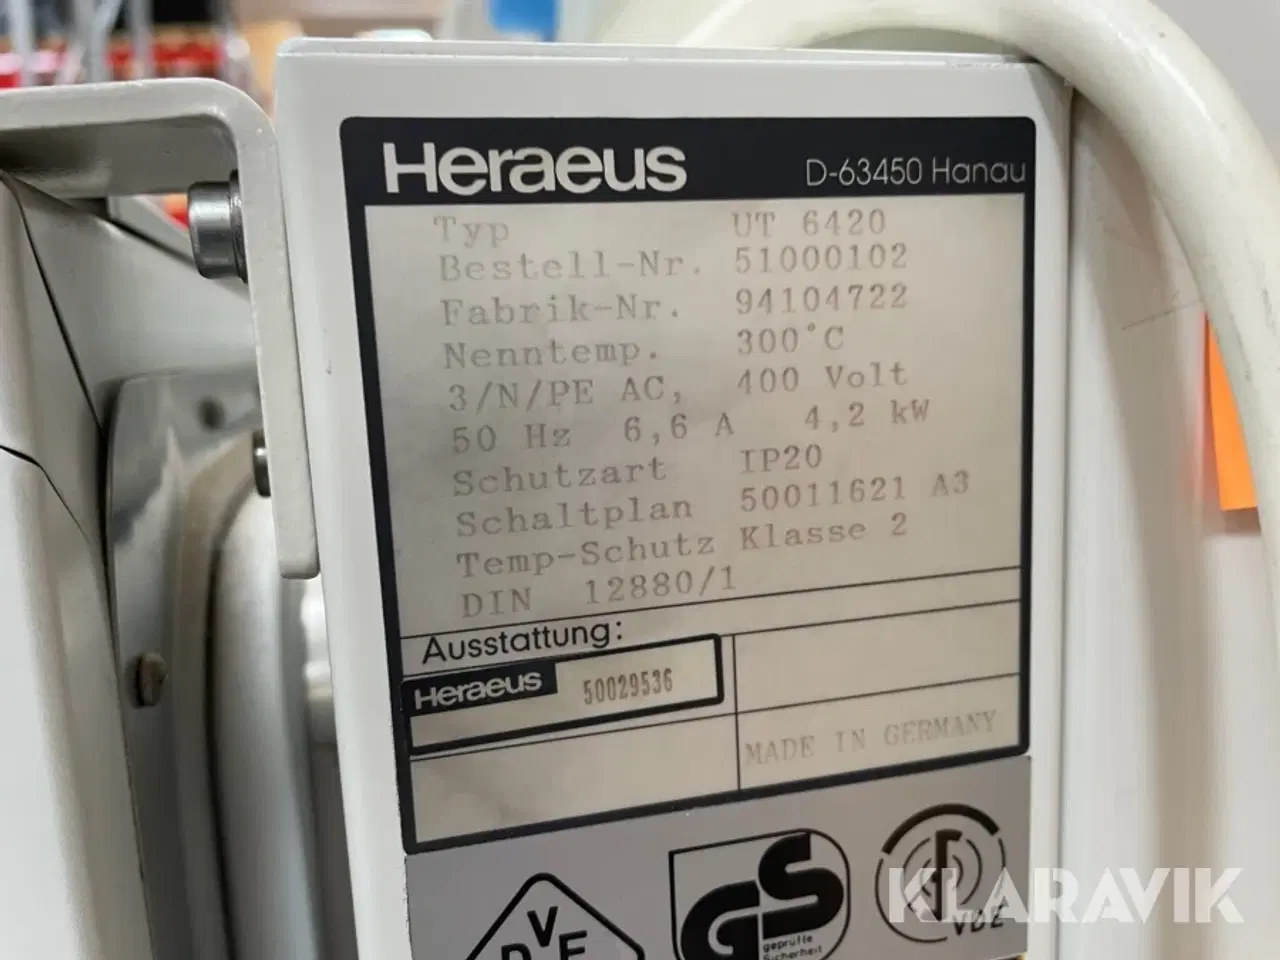 Heraeus D-63450 Hanau
Typ UT 6420
Bestell-Nr. 51000102
Fabrik-Nr. 94104722
Nenntemp. 300°C
3/N/PE AC, 400 Volt
50 Hz 6,6 A 4,2 kW
Schutzart IP20
Schaltplan 50011621 A3
Temp-Schutz Klasse 2
DIN 12880/1
Ausstattung:
Heraeus 50029536
MADE IN GERMANY
DVE
GS
geprüfte
Sicherheit
VDE
KLARAVIK